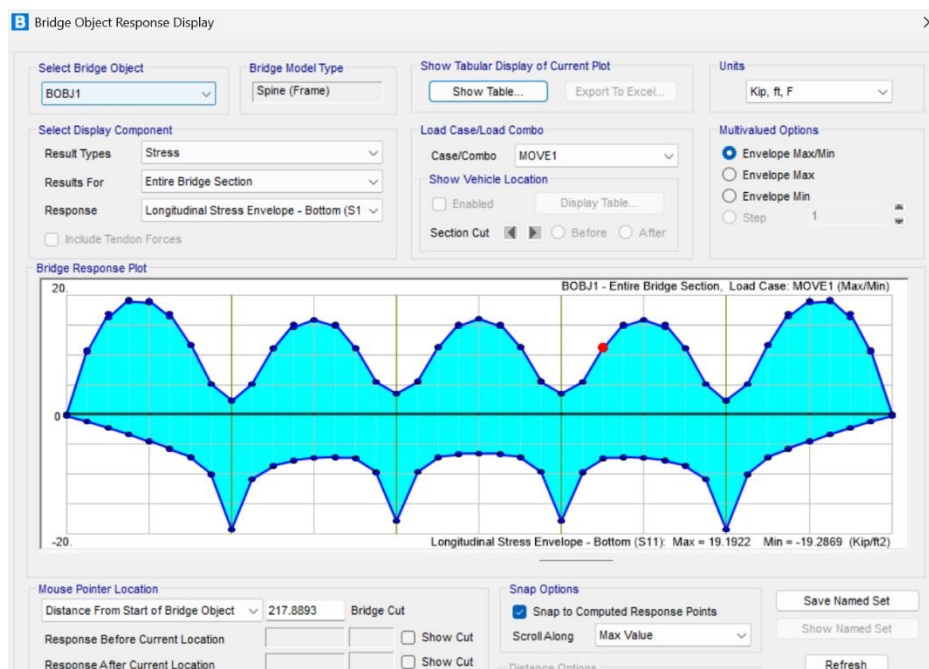 B Bridge Object Response Display
Select Bridge Object
BOBJ1
Bridge Model Type
Spine (Frame)
Show Tabular Display of Current Plot
Show Table...
Export To Excel...
Units
Kip, ft, F
Select Display Component
Result Types Stress
Results For Entire Bridge Section
Response Longitudinal Stress Envelope - Bottom (S1
Include Tendon Forces
Load Case/Load Combo
Case/Combo MOVE1
Show Vehicle Location
Enabled Display Table...
Section Cut Before After
Multivalued Options
Envelope Max/Min
Envelope Max
Envelope Min
Step 1
Bridge Response Plot
20. BOBJ1 - Entire Bridge Section, Load Case: MOVE1 (Max/Min)
0
-20. Longitudinal Stress Envelope - Bottom (S11): Max = 19.1922 Min = -19.2869 (Kip/ft2)
Mouse Pointer Location
Distance From Start of Bridge Object 217.8893 Bridge Cut
Response Before Current Location Show Cut
Response After Current Location Show Cut
Snap Options
Snap to Computed Response Points
Scroll Along Max Value
Distance Options
Save Named Set
Show Named Set
Refresh